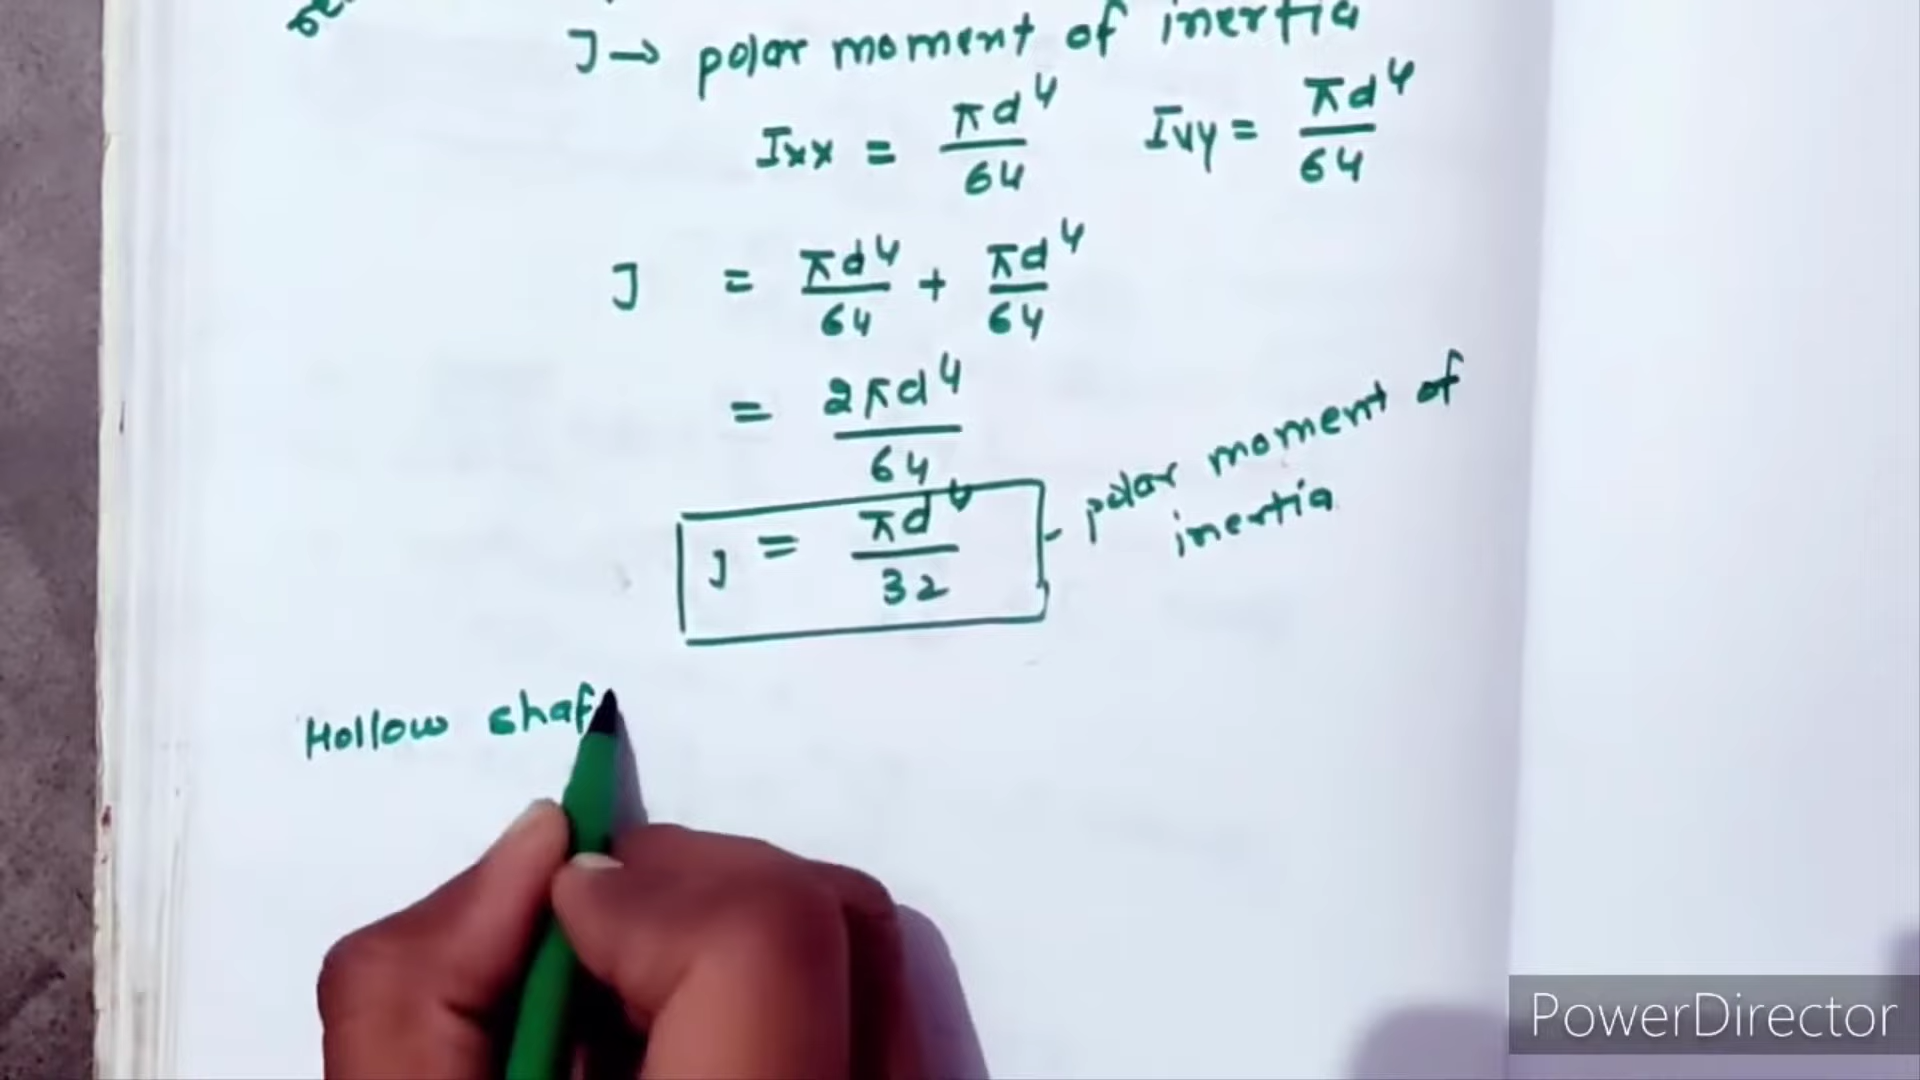 J → polar moment of inertia
Ixx = πd⁴/64 Iyy = πd⁴/64
J = πd⁴/64 + πd⁴/64
= 2πd⁴/64
J = πd⁴/32 - polar moment of
inertia
Hollow shaf
PowerDirector